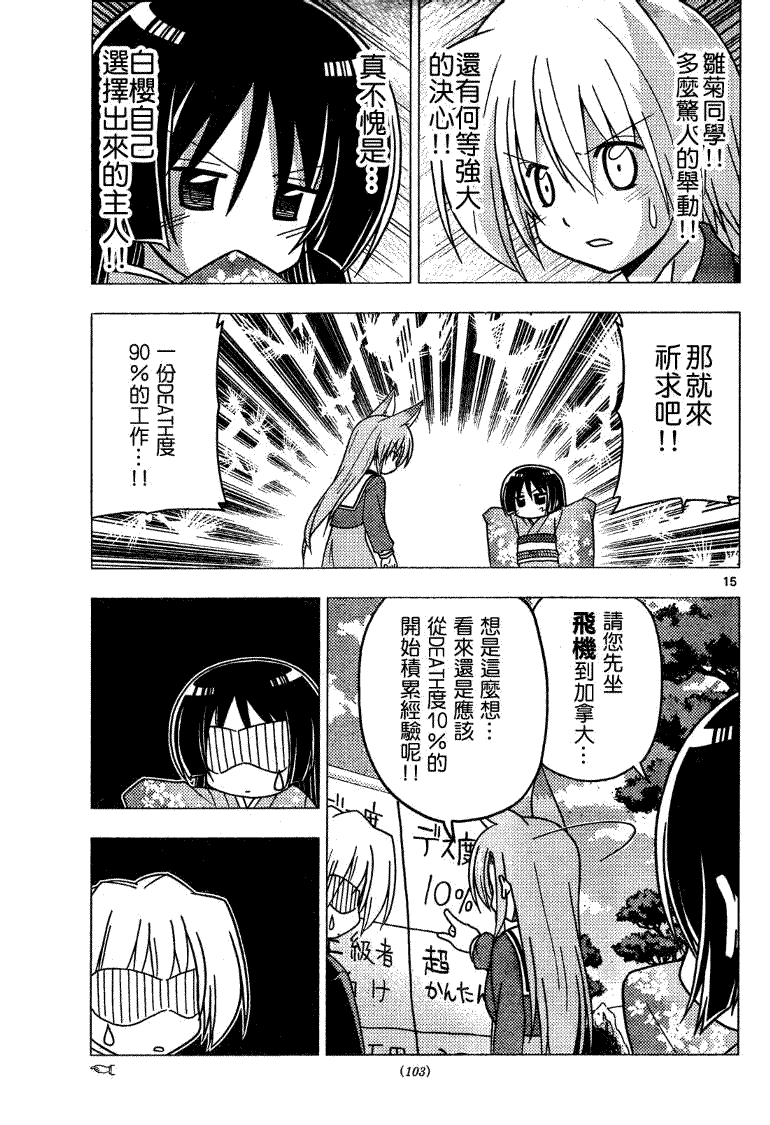 雛菊同學!!
多麼驚人的舉動!!
還有何等強大
的決心!!
真不愧是…
白櫻自己
選擇出來的主人!!
那就來
祈求吧!!
一份DEATH度
90%的工作…!!
15
請您先坐
飛機到加拿大…
想是這麼想…
看來還是應該
從DEATH度10%的
開始積累經驗呢!!
デス度
10%
超
かんたん
級者
け
(103)